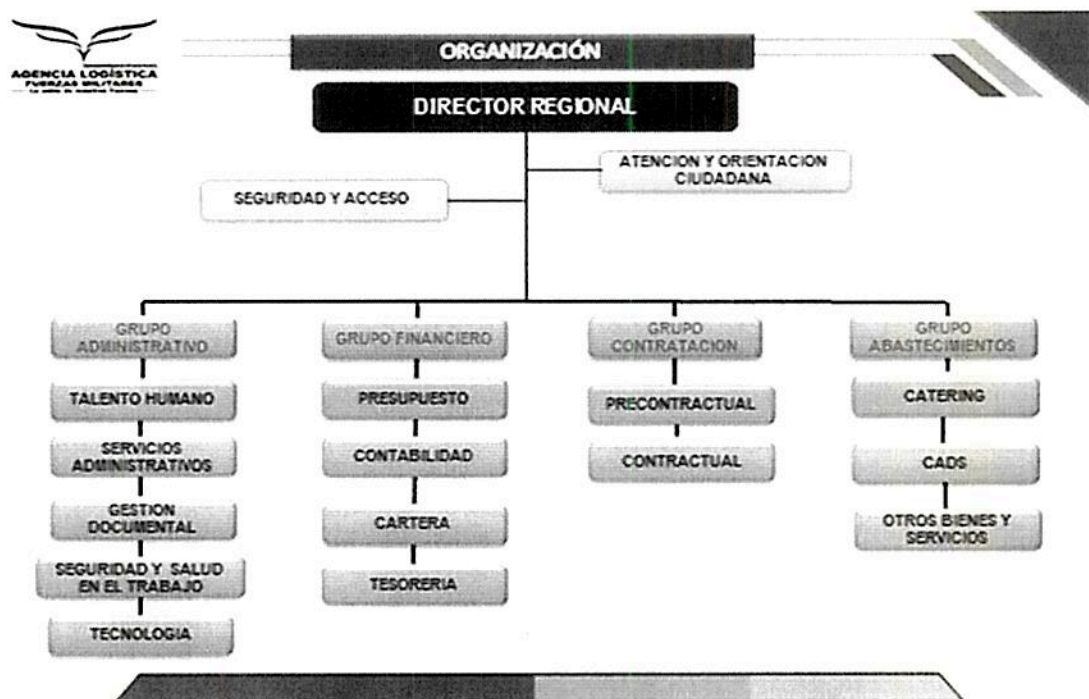 ORGANIZACIÓN
AGENCIA LOGÍSTICA
FUERZAS MILITARES
DIRECTOR REGIONAL
ATENCION Y ORIENTACION
CIUDADANA
SEGURIDAD Y ACCESO
GRUPO
ADMINISTRATIVO
TALENTO HUMANO
SERVICIOS
ADMINISTRATIVOS
GESTION
DOCUMENTAL
SEGURIDAD Y SALUD
EN EL TRABAJO
TECNOLOGIA
GRUPO FINANCIERO
PRESUPUESTO
CONTABILIDAD
CARTERA
TESORERIA
GRUPO
CONTRATACION
PRECONTRACTUAL
CONTRACTUAL
GRUPO
ABASTECIMIENTOS
CATERING
CADS
OTROS BIENES Y
SERVICIOS